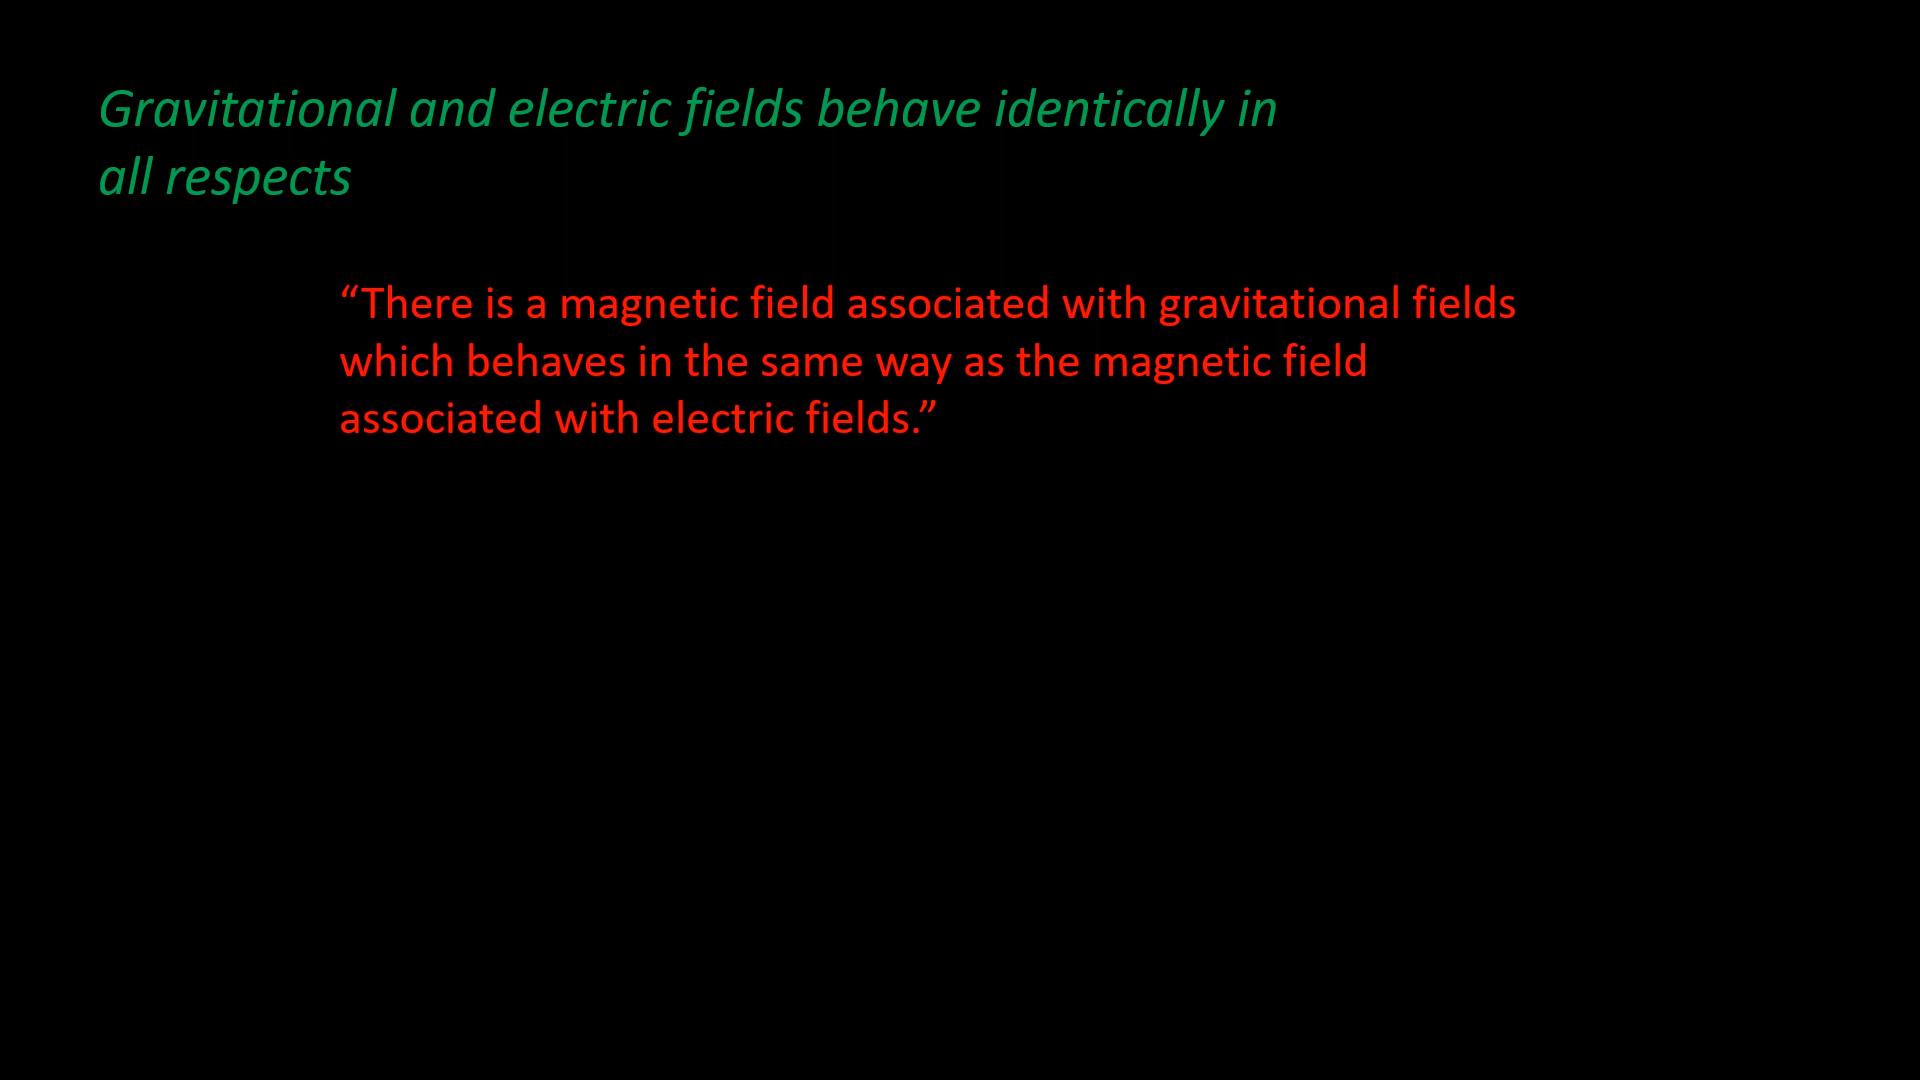 Gravitational and electric fields behave identically in
all respects
“There is a magnetic field associated with gravitational fields
which behaves in the same way as the magnetic field
associated with electric fields.”